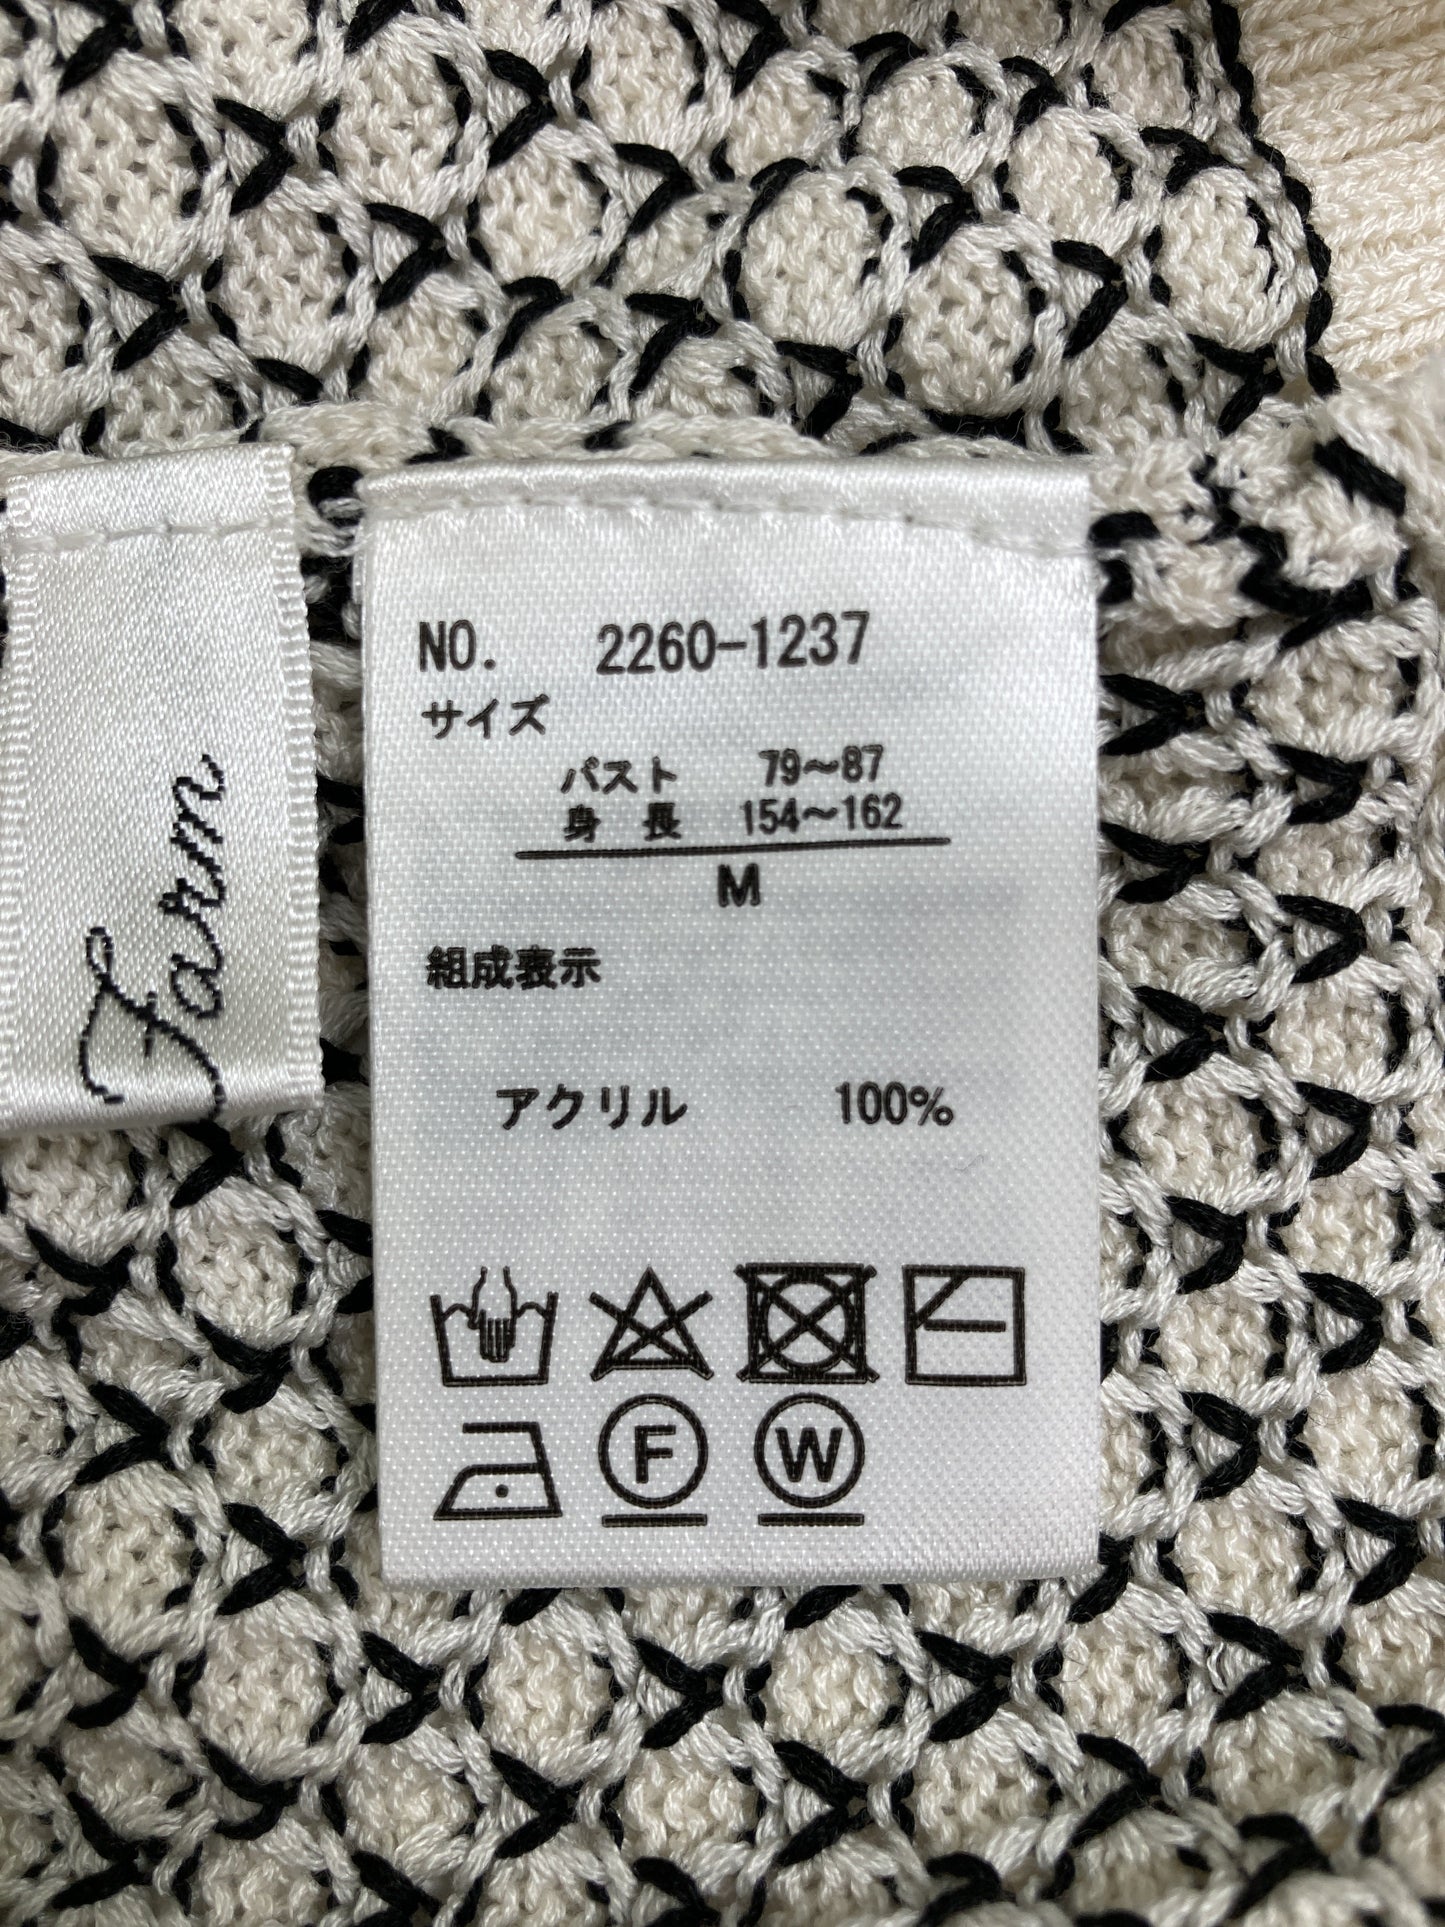 NO. 2260-1237
サイズ
バスト 79〜87
身長 154〜162
M
組成表示
アクリル 100%
F W
Farm